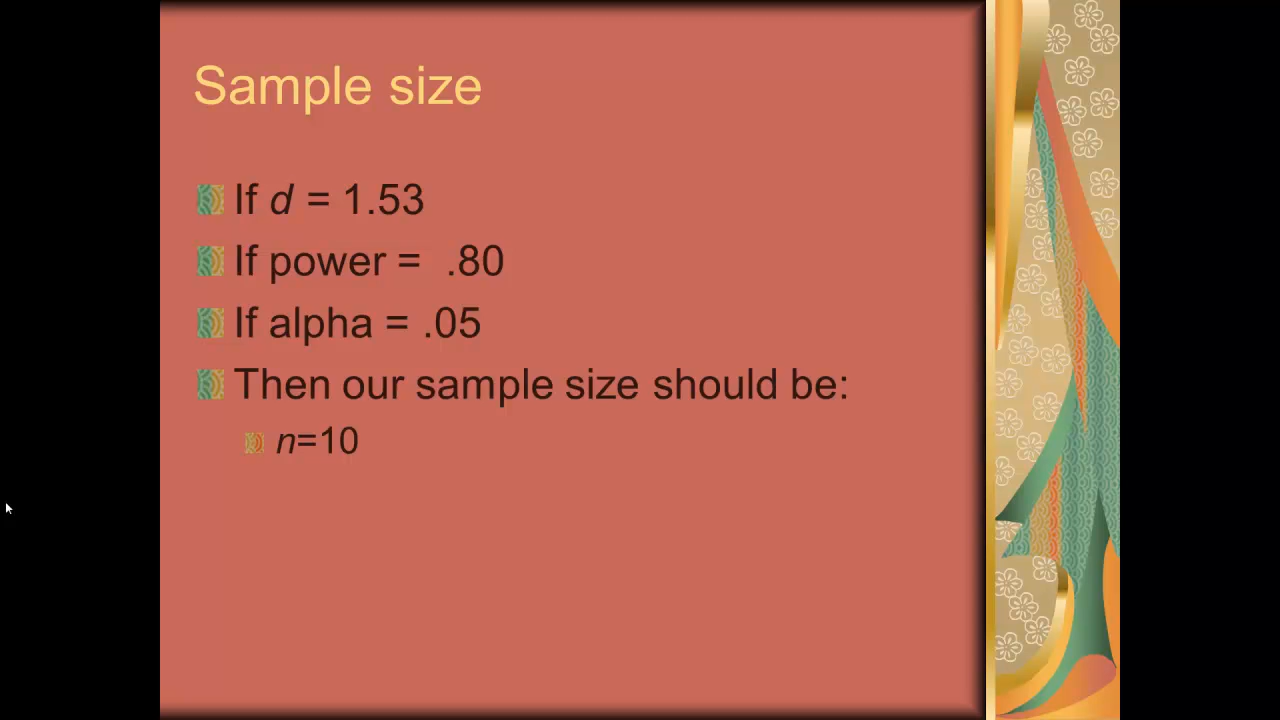 Sample size
If d = 1.53
If power =  .80
If alpha = .05
Then our sample size should be:
n=10